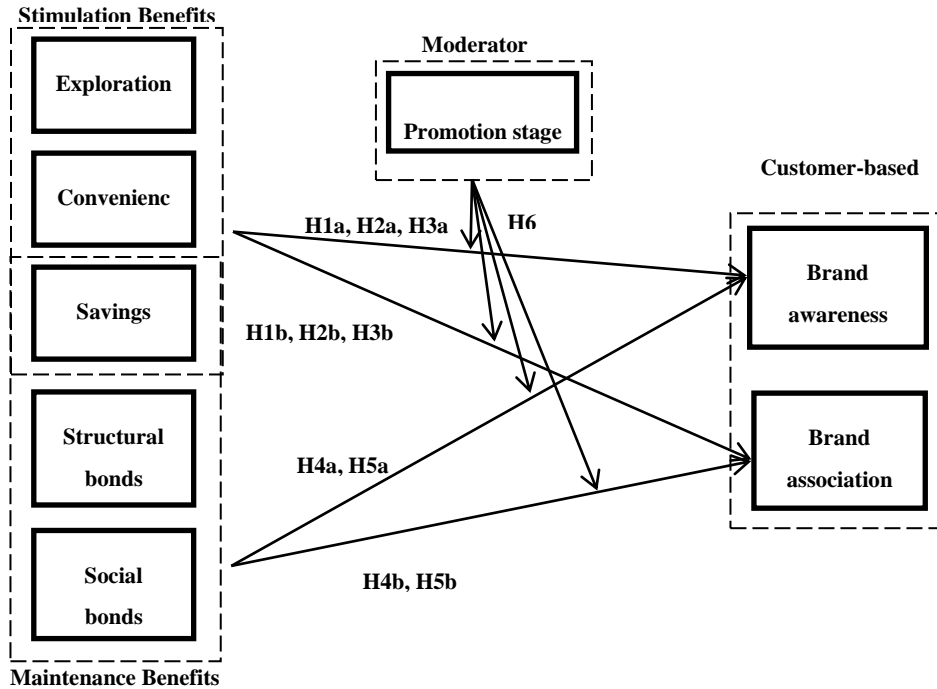 Stimulation Benefits
Exploration
Convenienc
Savings
Structural
bonds
Social
bonds
Maintenance Benefits
Moderator
Promotion stage
H6
H1a, H2a, H3a
H1b, H2b, H3b
H4a, H5a
H4b, H5b
Customer-based
Brand
awareness
Brand
association